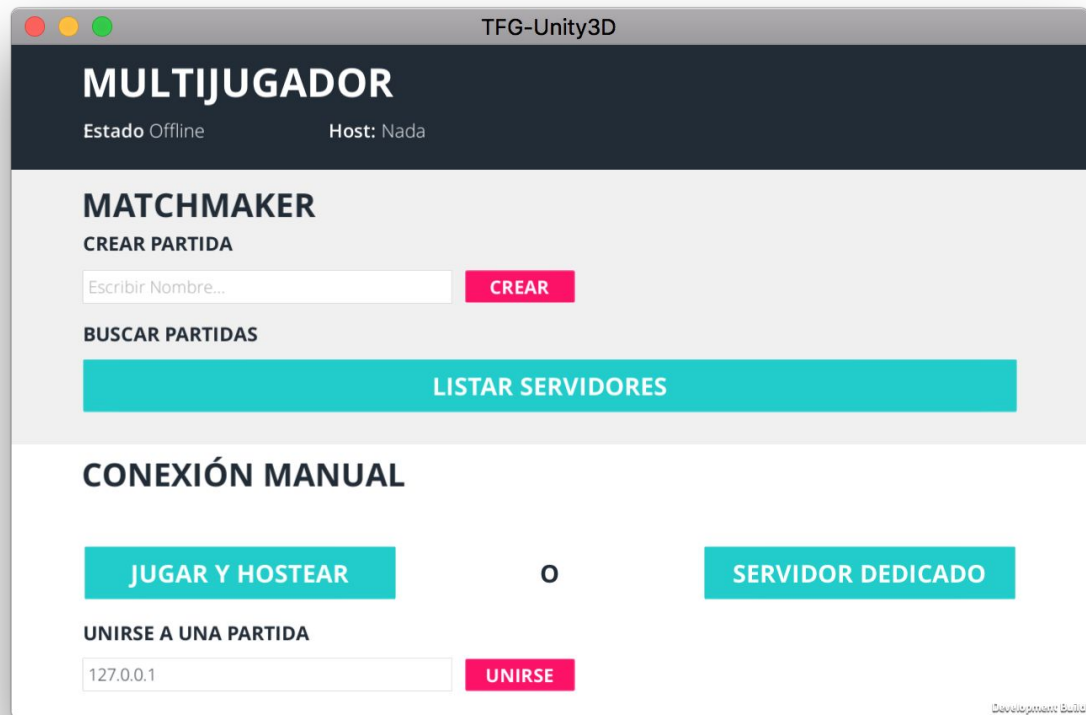 TFG-Unity3D
MULTIJUGADOR
Estado Offline Host: Nada
MATCHMAKER
CREAR PARTIDA
Escribir Nombre... CREAR
BUSCAR PARTIDAS
LISTAR SERVIDORES
CONEXIÓN MANUAL
JUGAR Y HOSTEAR O SERVIDOR DEDICADO
UNIRSE A UNA PARTIDA
127.0.0.1 UNIRSE
Development Build